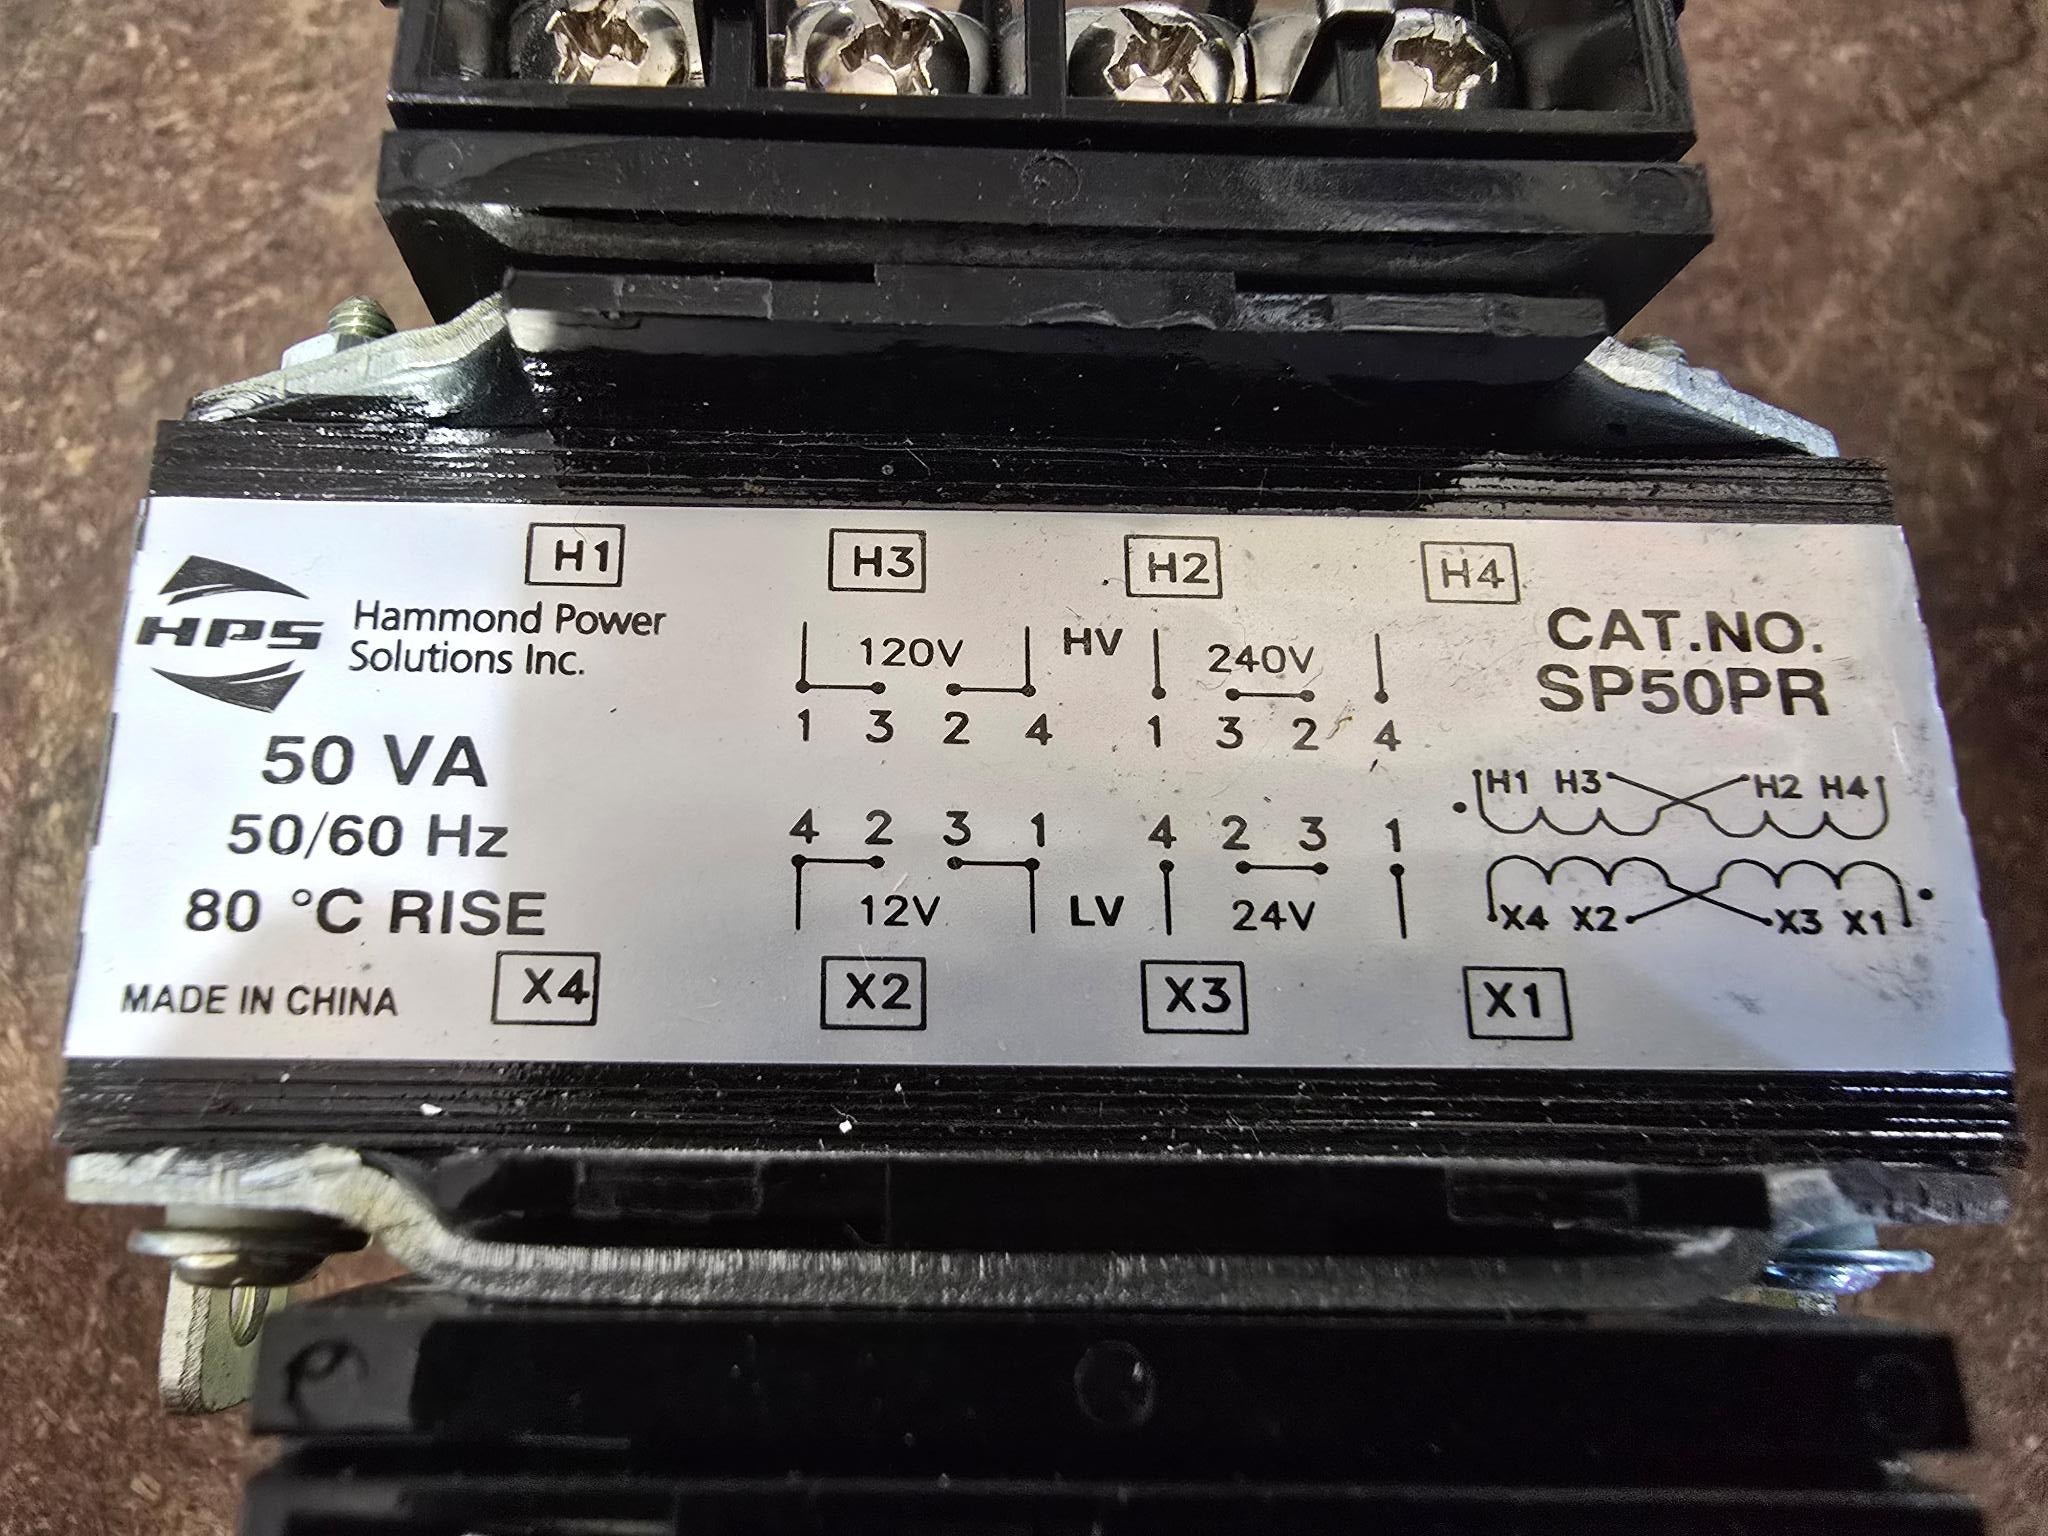 H1 H3 H2 H4
HPS Hammond Power
Solutions Inc.
120V HV 240V
CAT.NO.
SP50PR
1 3 2 4 1 3 2 4
50 VA
H1 H3 H2 H4
50/60 Hz
4 2 3 1 4 2 3 1
80 °C RISE
12V LV 24V
X4 X2 X3 X1
MADE IN CHINA
X4 X2 X3 X1